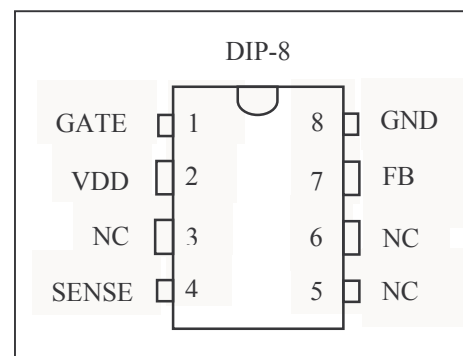 DIP-8
GATE 1 8 GND
VDD 2 7 FB
NC 3 6 NC
SENSE 4 5 NC